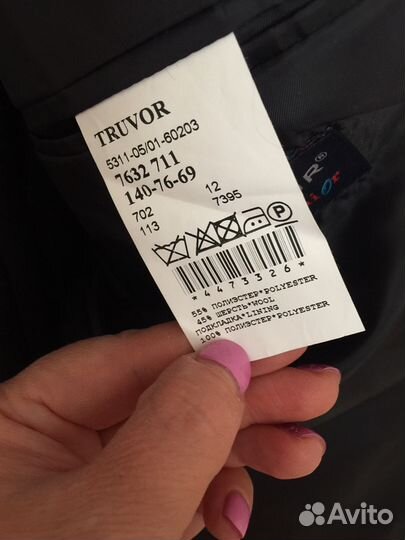 TRUVOR
5311-05/01-60203
7632 711
140-76-69
702 12
113 7395
*4473326*
55% ПОЛИЭСТЕР*POLYESTER
45% ШЕРСТЬ*WOOL
ПОДКЛАДКА*LINING
100% ПОЛИЭСТЕР*POLYESTER
Avito